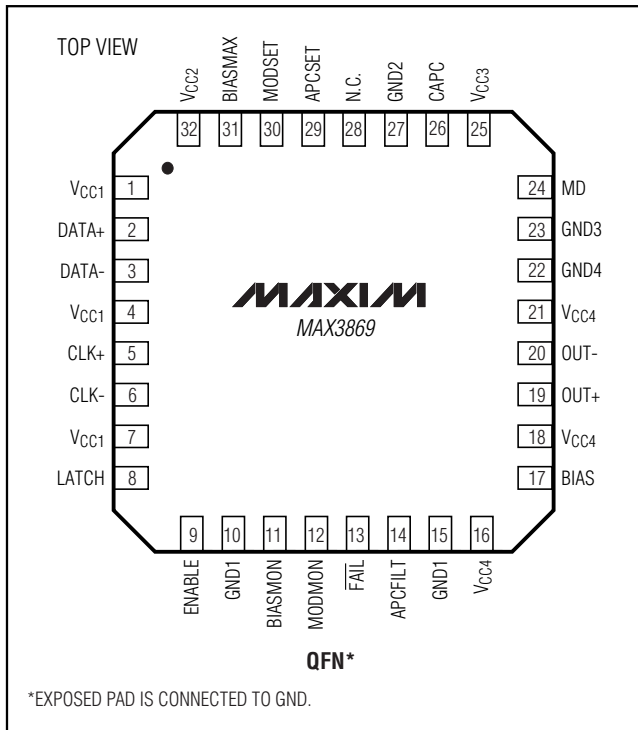 TOP VIEW
VCC2
BIASMAX
MODSET
APCSET
N.C.
GND2
CAPC
VCC3
32 31 30 29 28 27 26 25
VCC1 1
DATA+ 2
DATA- 3
VCC1 4
CLK+ 5
CLK- 6
VCC1 7
LATCH 8
MAXIM
MAX3869
24 MD
23 GND3
22 GND4
21 VCC4
20 OUT-
19 OUT+
18 VCC4
17 BIAS
9 10 11 12 13 14 15 16
ENABLE
GND1
BIASMON
MODMON
FAIL
APCFILT
GND1
VCC4
QFN*
*EXPOSED PAD IS CONNECTED TO GND.